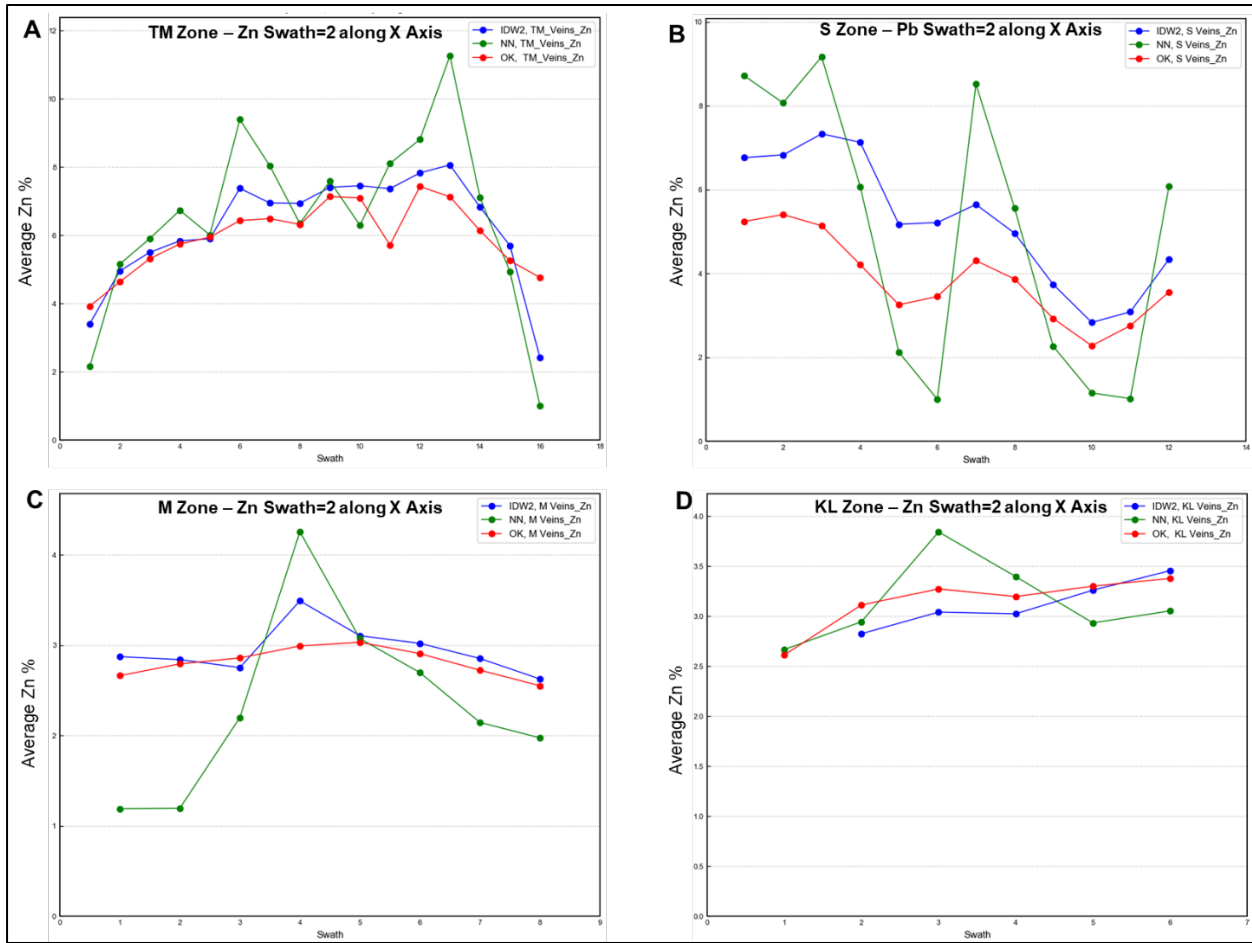 A
TM Zone – Zn Swath=2 along X Axis
IDW2, TM_Veins_Zn
NN, TM_Veins_Zn
OK, TM_Veins_Zn
Average Zn %
12
10
8
6
4
2
0
0 2 4 6 8 10 12 14 16 18
Swath
B
S Zone – Pb Swath=2 along X Axis
IDW2, S Veins_Zn
NN, S Veins_Zn
OK, S Veins_Zn
Average Zn %
10
8
6
4
2
0
0 2 4 6 8 10 12 14
Swath
C
M Zone – Zn Swath=2 along X Axis
IDW2, M Veins_Zn
NN, M Veins_Zn
OK, M Veins_Zn
Average Zn %
4
3
2
1
0
0 1 2 3 4 5 6 7 8 9
Swath
D
KL Zone – Zn Swath=2 along X Axis
IDW2, KL Veins_Zn
NN, KL Veins_Zn
OK, KL Veins_Zn
Average Zn %
4.0
3.5
3.0
2.5
2.0
1.5
1.0
0.5
0.0
0 1 2 3 4 5 6 7
Swath